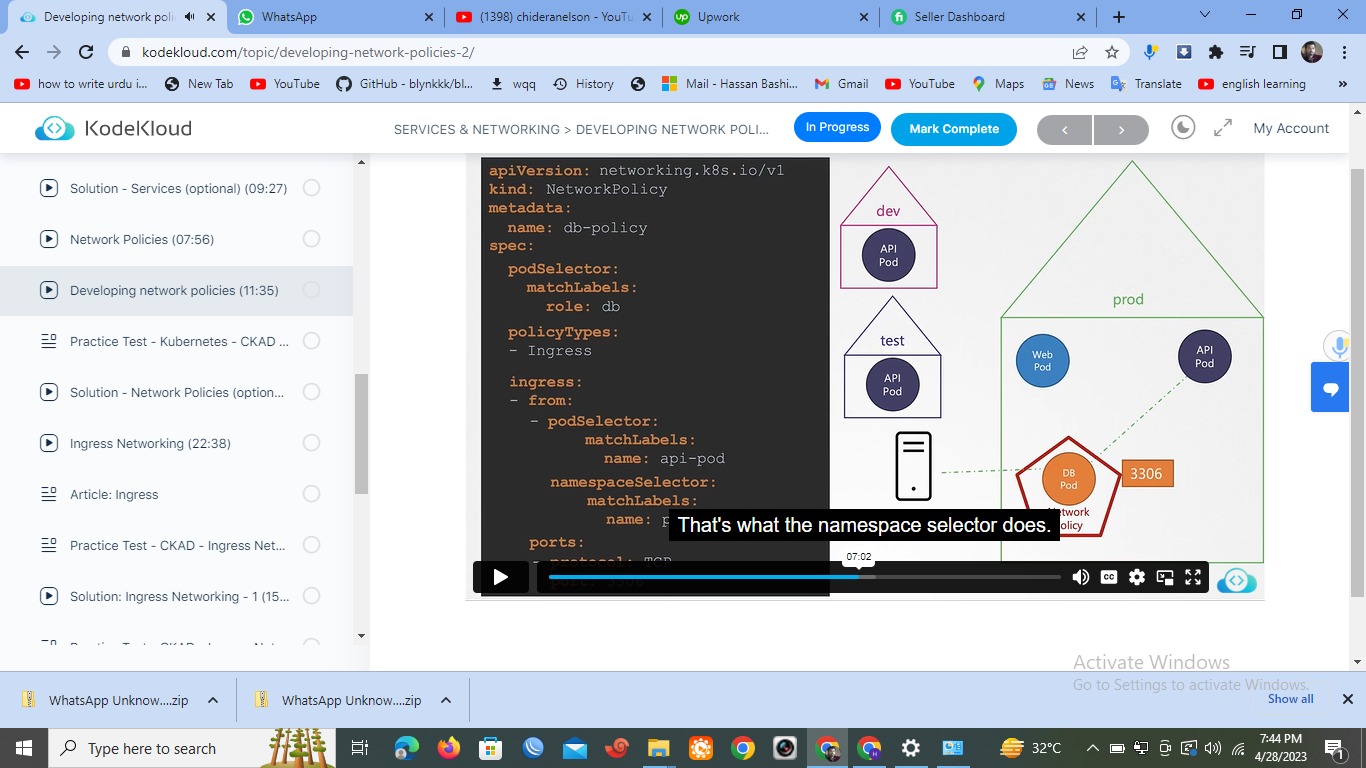 Developing network poli
WhatsApp
(1398) chideranelson - YouTu
Upwork
Seller Dashboard
kodekloud.com/topic/developing-network-policies-2/
how to write urdu i...
New Tab
YouTube
GitHub - blynkkk/bl...
wqq
History
Mail - Hassan Bashi...
Gmail
YouTube
Maps
News
Translate
english learning
KodeKloud
SERVICES & NETWORKING > DEVELOPING NETWORK POLI...
In Progress
Mark Complete
My Account
Solution - Services (optional) (09:27)
Network Policies (07:56)
Developing network policies (11:35)
Practice Test - Kubernetes - CKAD ...
Solution - Network Policies (option...
Ingress Networking (22:38)
Article: Ingress
Practice Test - CKAD - Ingress Net...
Solution: Ingress Networking - 1 (15...
apiVersion: networking.k8s.io/v1
kind: NetworkPolicy
metadata:
name: db-policy
spec:
podSelector:
matchLabels:
role: db
policyTypes:
- Ingress
ingress:
- from:
- podSelector:
matchLabels:
name: api-pod
namespaceSelector:
matchLabels:
name: p
ports:
- protocol: TCP
dev
API
Pod
test
API
Pod
prod
Web
Pod
API
Pod
DB
Pod
3306
etwork
olicy
That's what the namespace selector does.
07:02
CC
Activate Windows
Go to Settings to activate Windows.
WhatsApp Unknow....zip
WhatsApp Unknow....zip
Show all
Type here to search
32°C
7:44 PM
4/28/2023
1